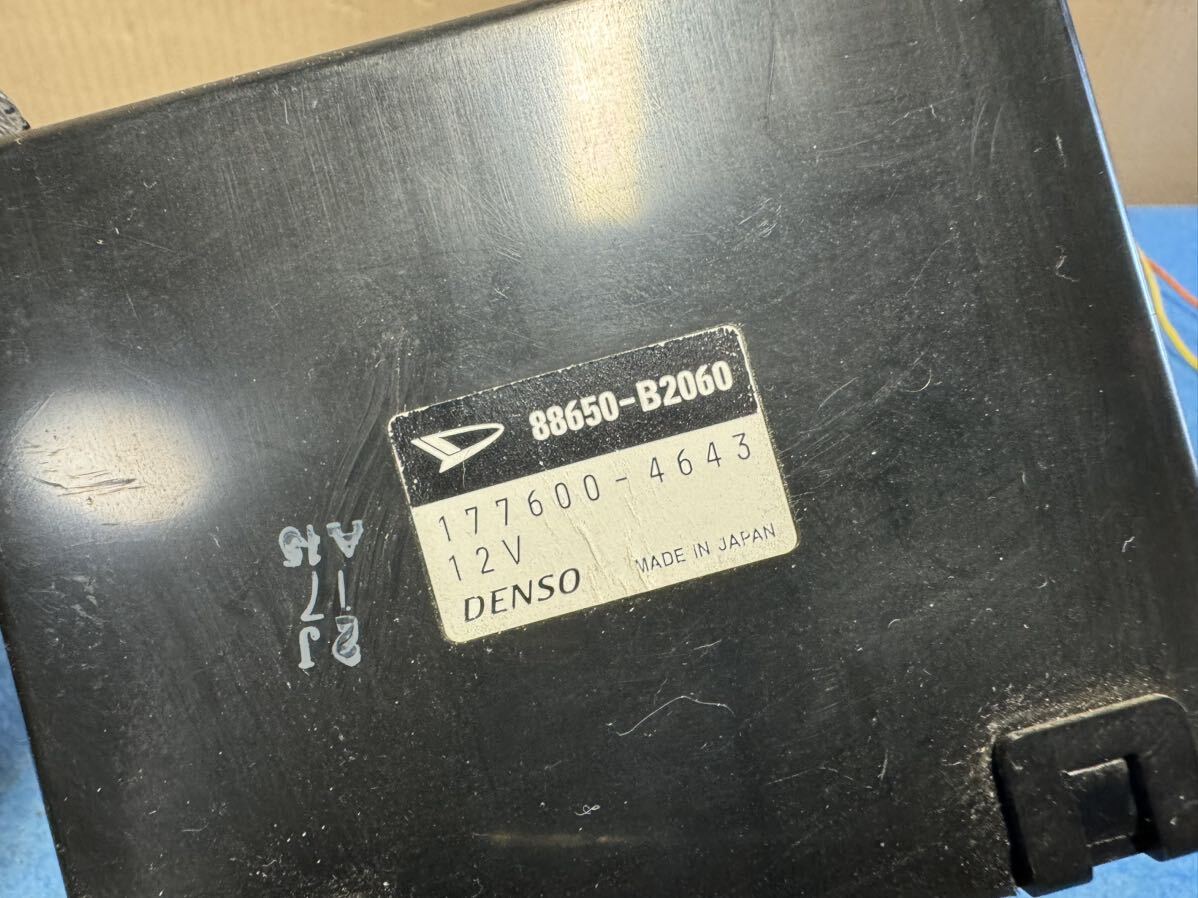 88650-B2060
177600-4643
12V
DENSO MADE IN JAPAN